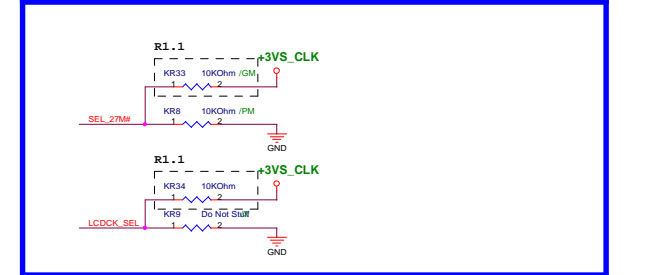 R1.1
+3VS_CLK
KR33 10KOhm /GM
1 2
KR8 10KOhm /PM
SEL_27M# 1 2
GND
R1.1
+3VS_CLK
KR34 10KOhm
1 2
KR9 Do Not Stuff
LCDCK_SEL 1 2
GND